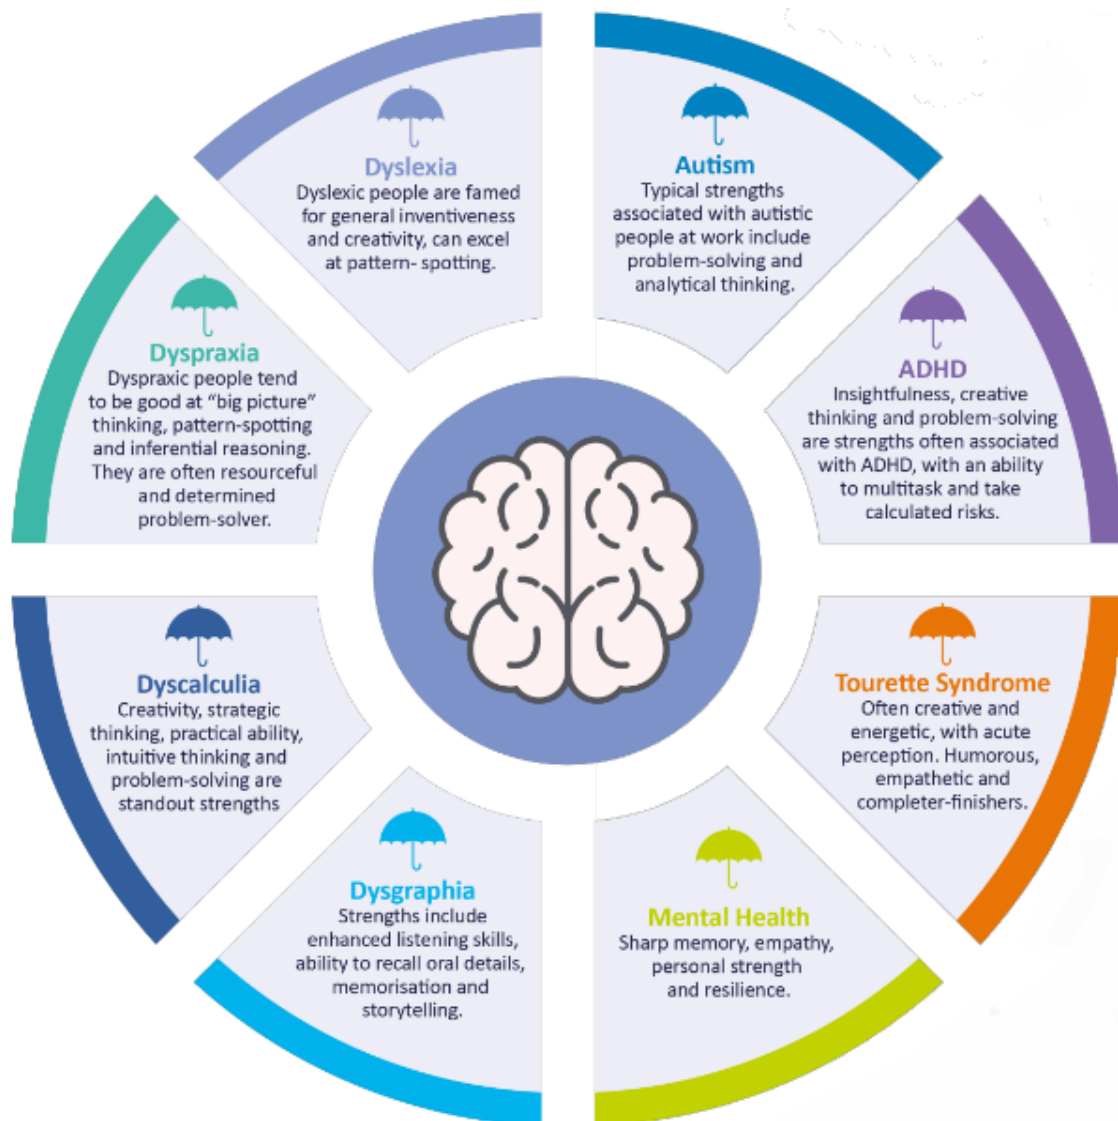 Dyslexia
Dyslexic people are famed
for general inventiveness
and creativity, can excel
at pattern- spotting.
Autism
Typical strengths
associated with autistic
people at work include
problem-solving and
analytical thinking.
ADHD
Insightfulness, creative
thinking and problem-solving
are strengths often associated
with ADHD, with an ability
to multitask and take
calculated risks.
Tourette Syndrome
Often creative and
energetic, with acute
perception. Humorous,
empathetic and
completer-finishers.
Mental Health
Sharp memory, empathy,
personal strength
and resilience.
Dysgraphia
Strengths include
enhanced listening skills,
ability to recall oral details,
memorisation and
storytelling.
Dyscalculia
Creativity, strategic
thinking, practical ability,
intuitive thinking and
problem-solving are
standout strengths
Dyspraxia
Dyspraxic people tend
to be good at “big picture”
thinking, pattern-spotting
and inferential reasoning.
They are often resourceful
and determined
problem-solver.